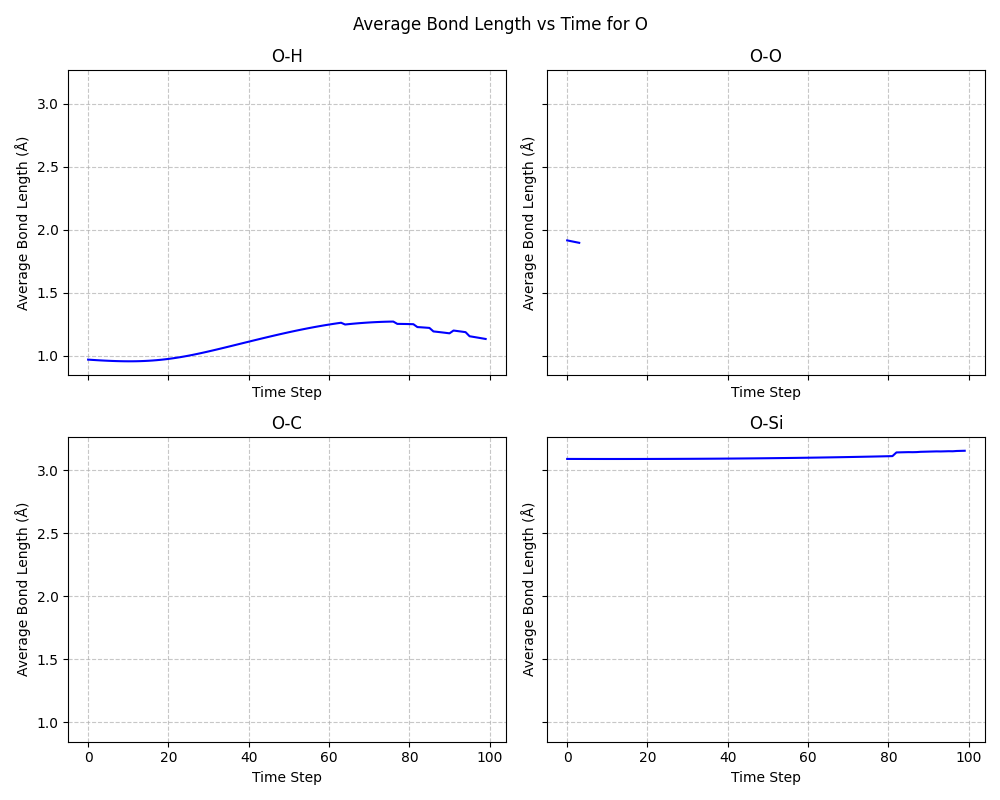 Average Bond Length vs Time for O
O-H
O-O
Average Bond Length (Å)
3.0
2.5
2.0
1.5
1.0
Time Step
Average Bond Length (Å)
Time Step
O-C
O-Si
Average Bond Length (Å)
3.0
2.5
2.0
1.5
1.0
0 20 40 60 80 100
Time Step
Average Bond Length (Å)
0 20 40 60 80 100
Time Step